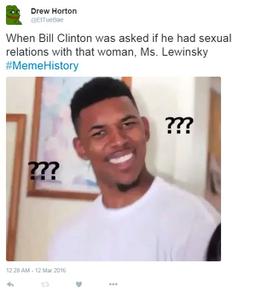 Drew Horton
@ElTueBae
When Bill Clinton was asked if he had sexual
relations with that woman, Ms. Lewinsky
#MemeHistory
???
???
12:28 AM - 12 Mar 2016